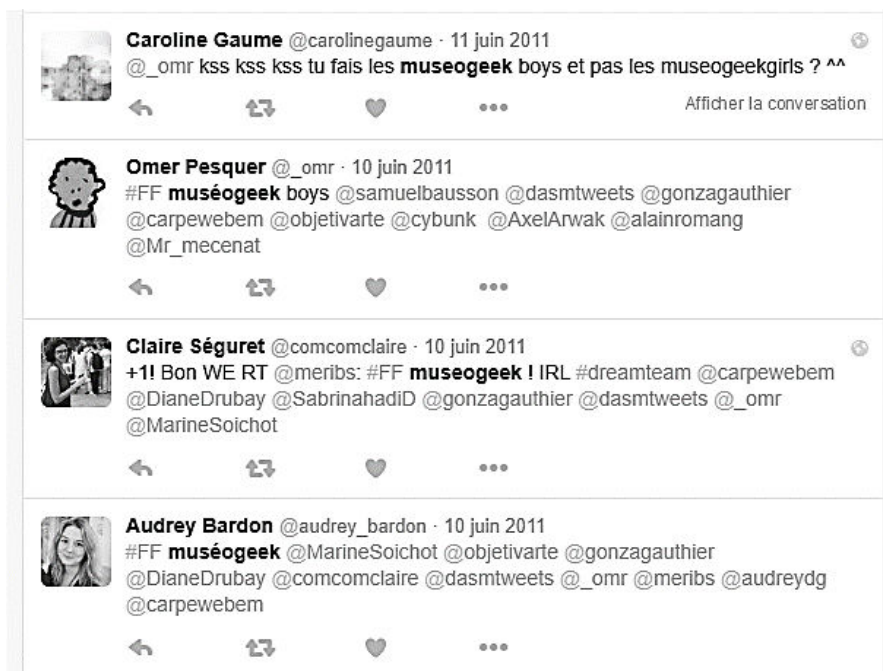 Caroline Gaume @carolinegaume · 11 juin 2011
@_omr kss kss kss tu fais les museogeek boys et pas les museogeekgirls ? ^^
Afficher la conversation
Omer Pesquer @_omr · 10 juin 2011
#FF muséogeek boys @samuelbausson @dasmtweets @gonzagauthier
@carpewebem @objetivarte @cybunk @AxelArwak @alainromang
@Mr_mecenat
Claire Séguret @comcomclaire · 10 juin 2011
+1! Bon WE RT @meribs: #FF museogeek ! IRL #dreamteam @carpewebem
@DianeDrubay @SabrinahadiD @gonzagauthier @dasmtweets @_omr
@MarineSoichot
Audrey Bardon @audrey_bardon · 10 juin 2011
#FF muséogeek @MarineSoichot @objetivarte @gonzagauthier
@DianeDrubay @comcomclaire @dasmtweets @_omr @meribs @audreydg
@carpewebem